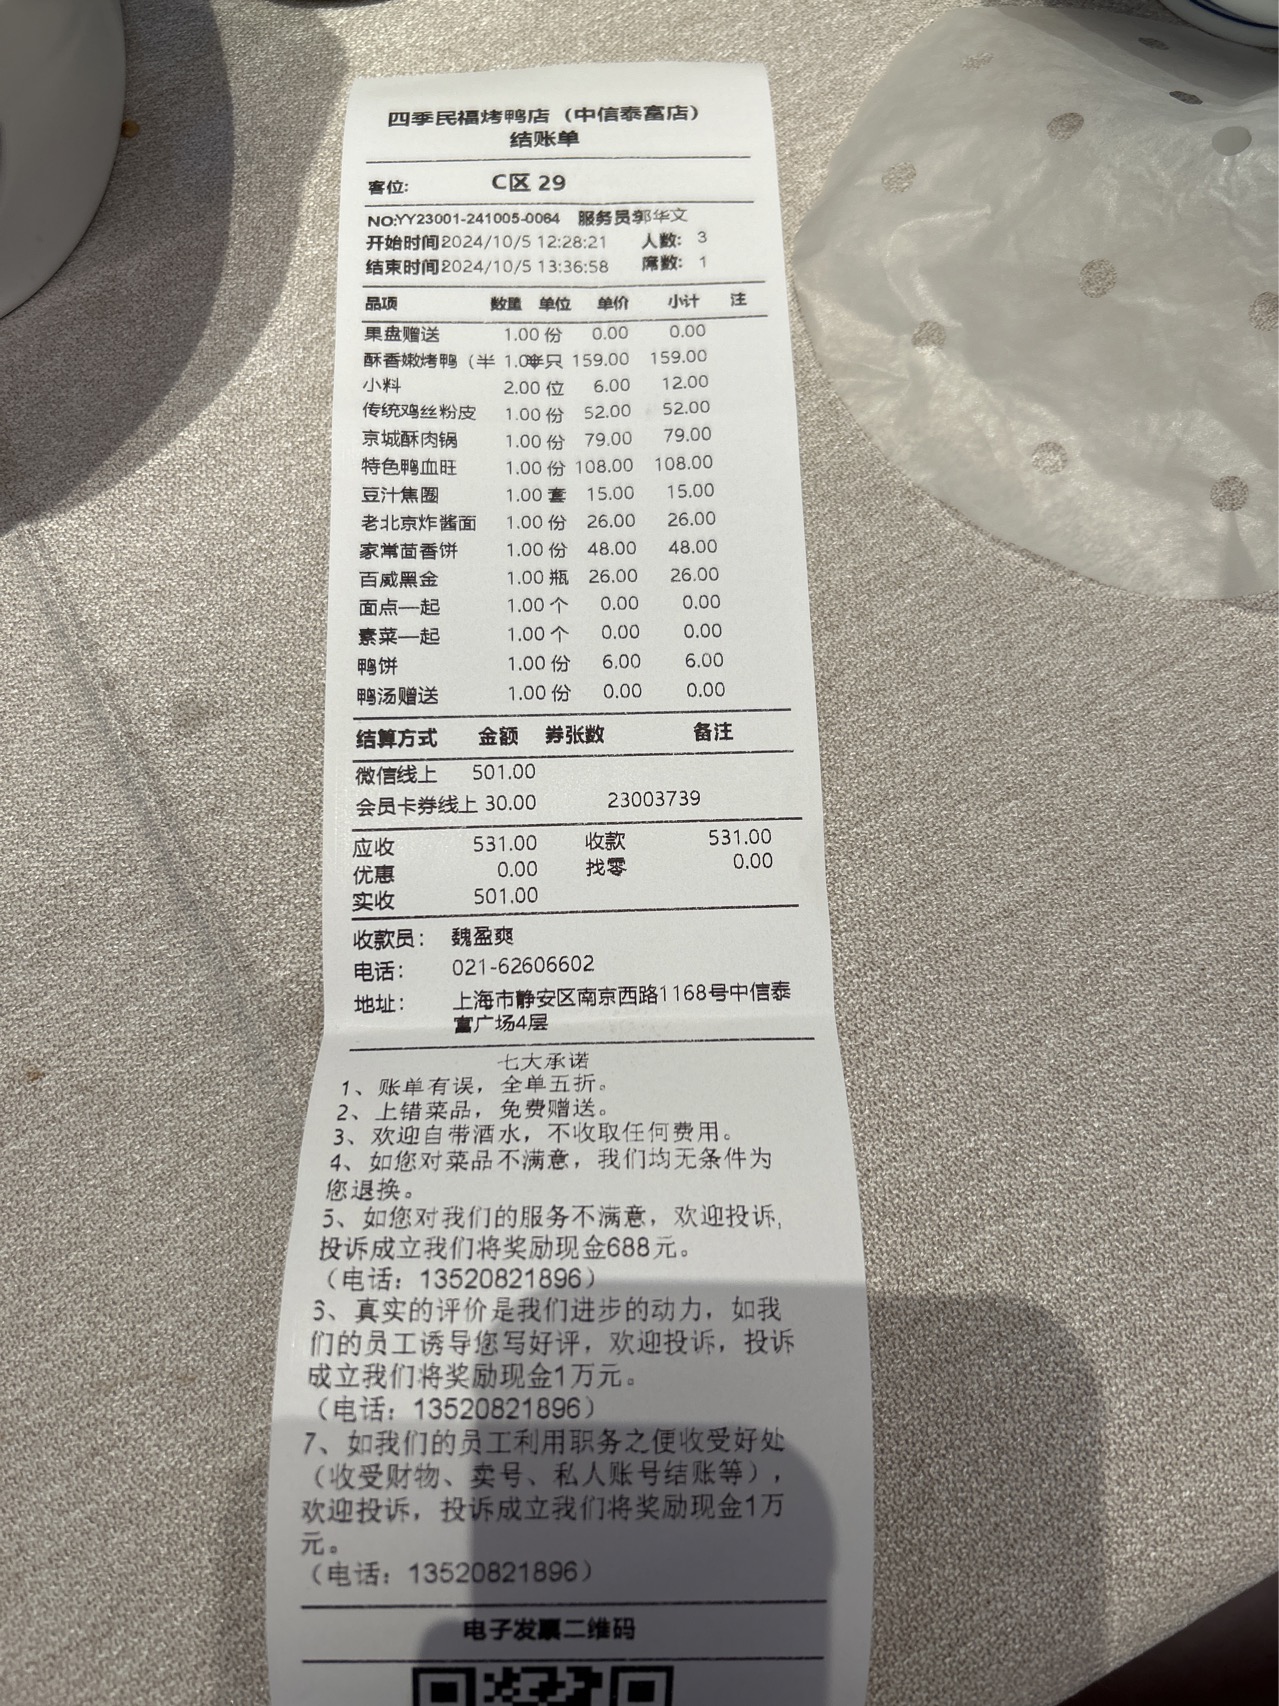 四季民福烤鸭店（中信泰富店）
结账单
客位: C区 29
NO:YY23001-241005-0064 服务员郭华文
开始时间2024/10/5 12:28:21 人数: 3
结束时间2024/10/5 13:36:58 席数: 1
品项 数量 单位 单价 小计 注
果盘赠送 1.00 份 0.00 0.00
酥香嫩烤鸭（半 1.00半只 159.00 159.00
小料 2.00 位 6.00 12.00
传统鸡丝粉皮 1.00 份 52.00 52.00
京城酥肉锅 1.00 份 79.00 79.00
特色鸭血旺 1.00 份 108.00 108.00
豆汁焦圈 1.00 套 15.00 15.00
老北京炸酱面 1.00 份 26.00 26.00
家常茴香饼 1.00 份 48.00 48.00
百威黑金 1.00 瓶 26.00 26.00
面点一起 1.00 个 0.00 0.00
素菜一起 1.00 个 0.00 0.00
鸭饼 1.00 份 6.00 6.00
鸭汤赠送 1.00 份 0.00 0.00
结算方式 金额 券张数 备注
微信线上 501.00
会员卡券线上 30.00 23003739
应收 531.00 收款 531.00
优惠 0.00 找零 0.00
实收 501.00
收款员: 魏盈爽
电话: 021-62606602
地址: 上海市静安区南京西路1168号中信泰
富广场4层
七大承诺
1、账单有误，全单五折。
2、上错菜品，免费赠送。
3、欢迎自带酒水，不收取任何费用。
4、如您对菜品不满意，我们均无条件为
您退换。
5、如您对我们的服务不满意，欢迎投诉,
投诉成立我们将奖励现金688元。
（电话：13520821896）
6、真实的评价是我们进步的动力，如我
们的员工诱导您写好评，欢迎投诉，投诉
成立我们将奖励现金1万元。
（电话：13520821896）
7、如我们的员工利用职务之便收受好处
（收受财物、卖号、私人账号结账等），
欢迎投诉，投诉成立我们将奖励现金1万
元。
（电话：13520821896）
电子发票二维码